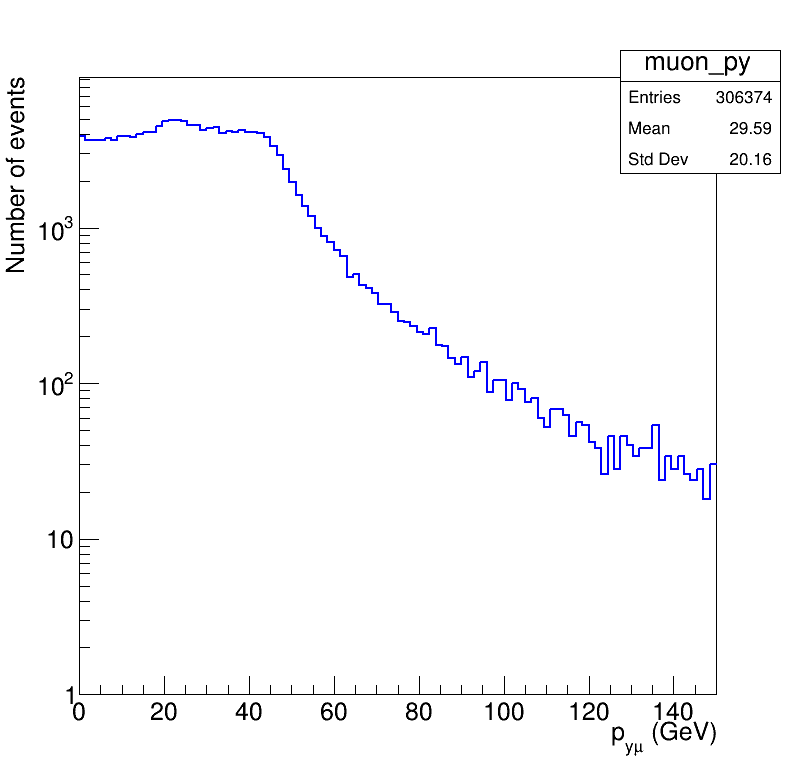 muon_py
Entries 306374
Mean 29.59
Std Dev 20.16
Number of events
10³
10²
10
1
0 20 40 60 80 100 120 140
p_yμ (GeV)